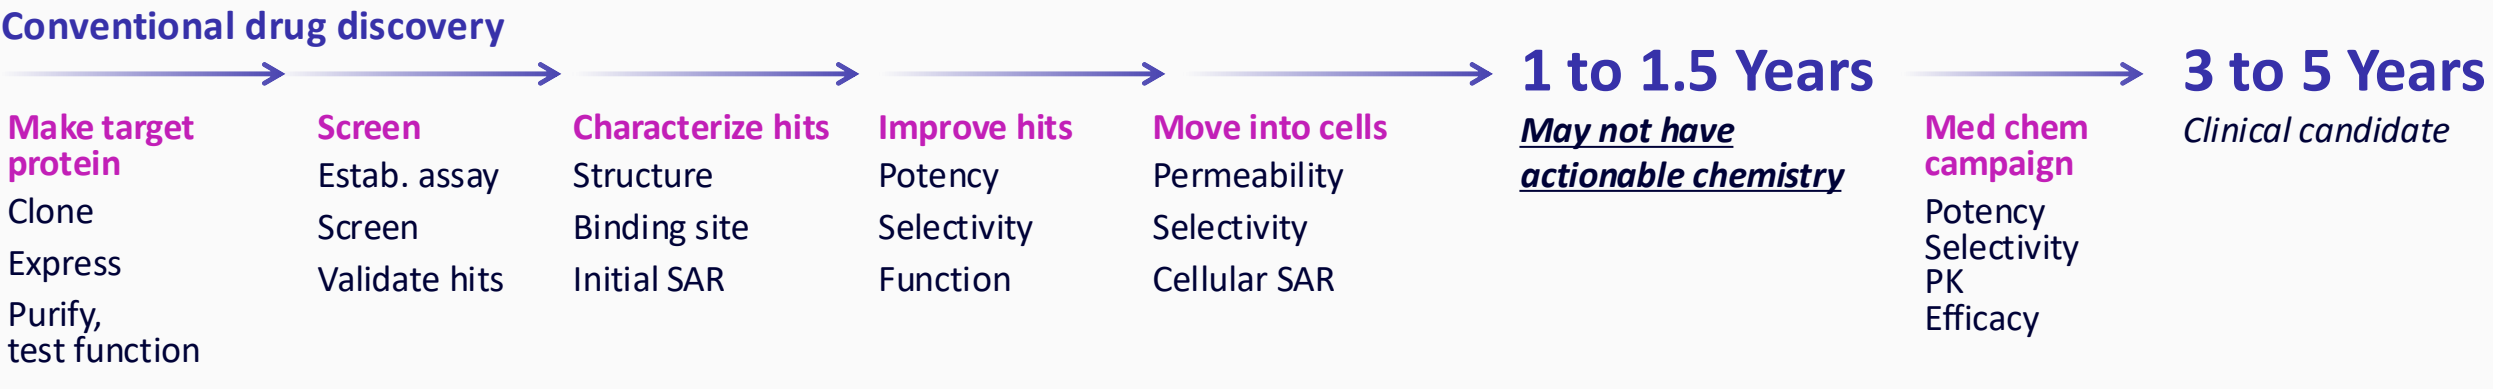 Conventional drug discovery
Make target
protein
Clone
Express
Purify,
test function
Screen
Estab. assay
Screen
Validate hits
Characterize hits
Structure
Binding site
Initial SAR
Improve hits
Potency
Selectivity
Function
Move into cells
Permeability
Selectivity
Cellular SAR
1 to 1.5 Years
May not have
actionable chemistry
Med chem
campaign
Potency
Selectivity
PK
Efficacy
3 to 5 Years
Clinical candidate